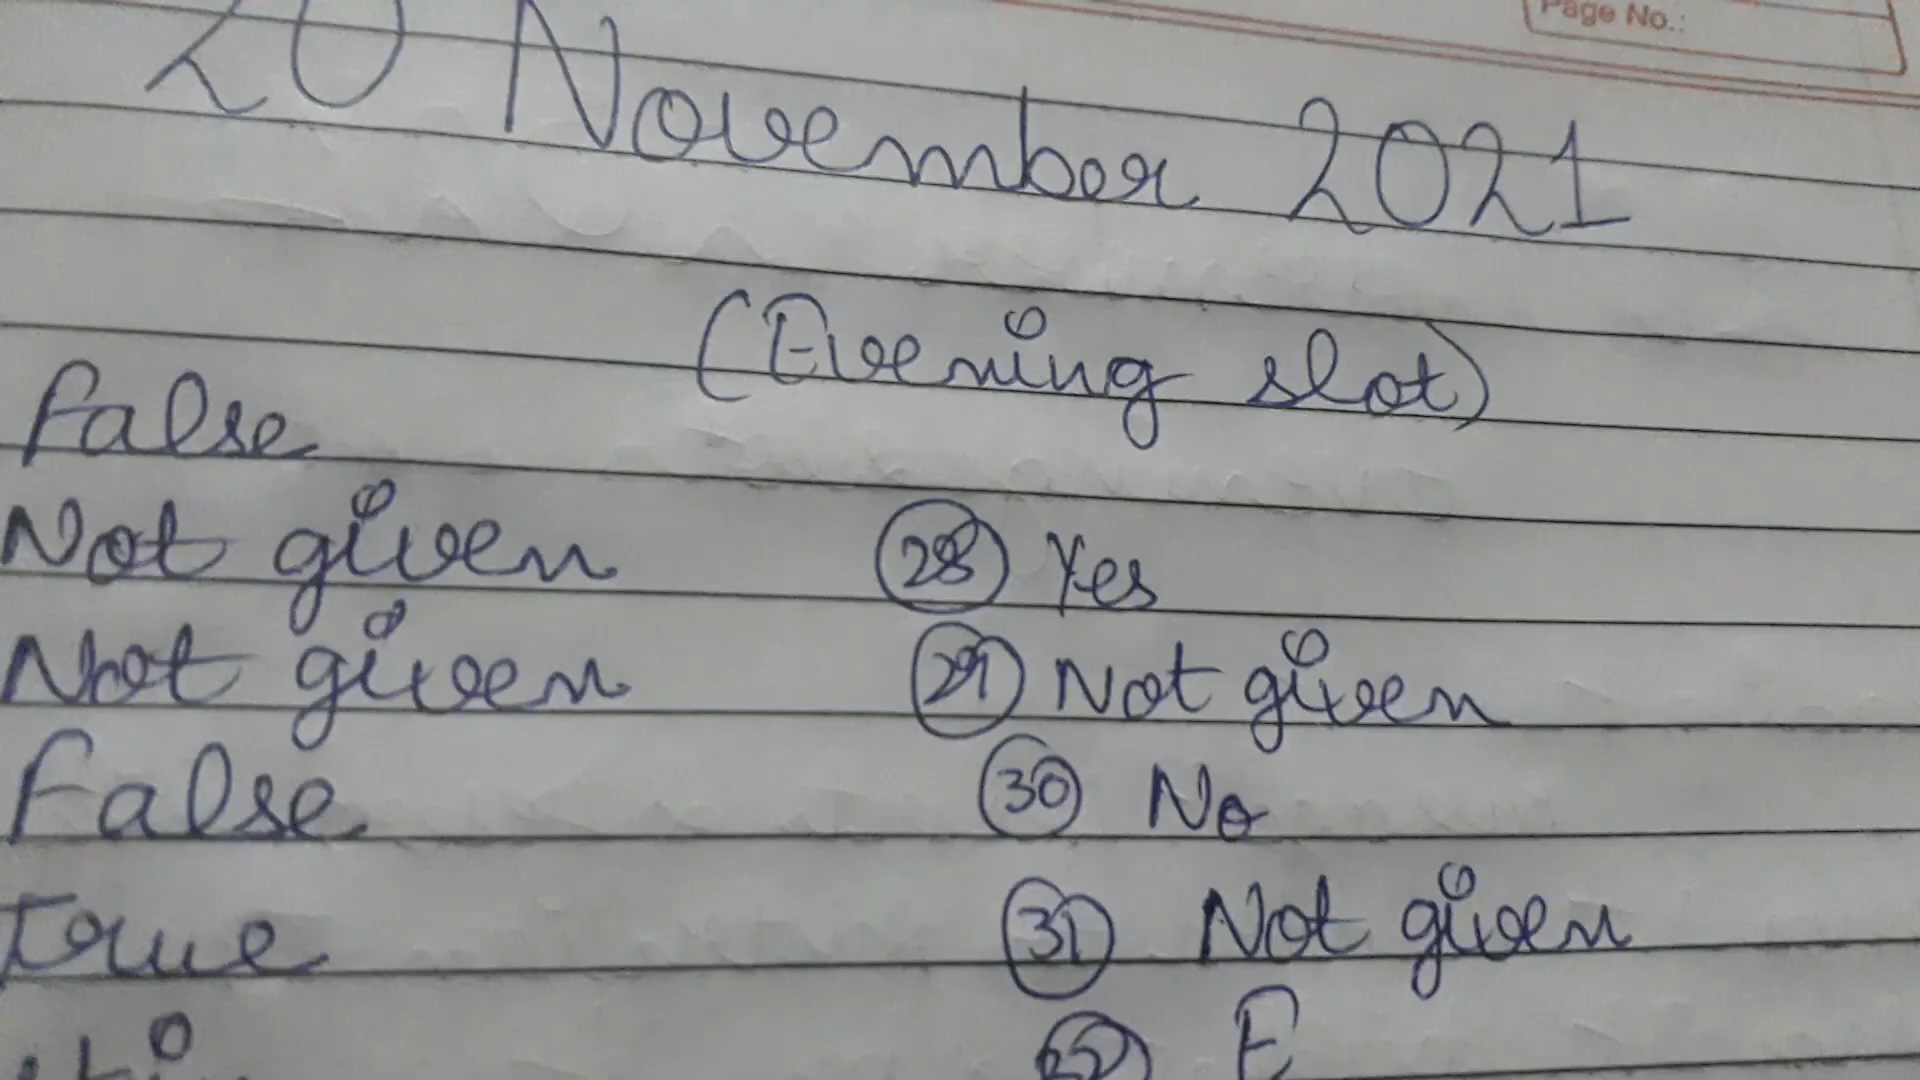 Page No.:
20 November 2021
(Evening slot)
False
Not given
Not given
False
True
28 Yes
29 Not given
30 No
31 Not given
32 E